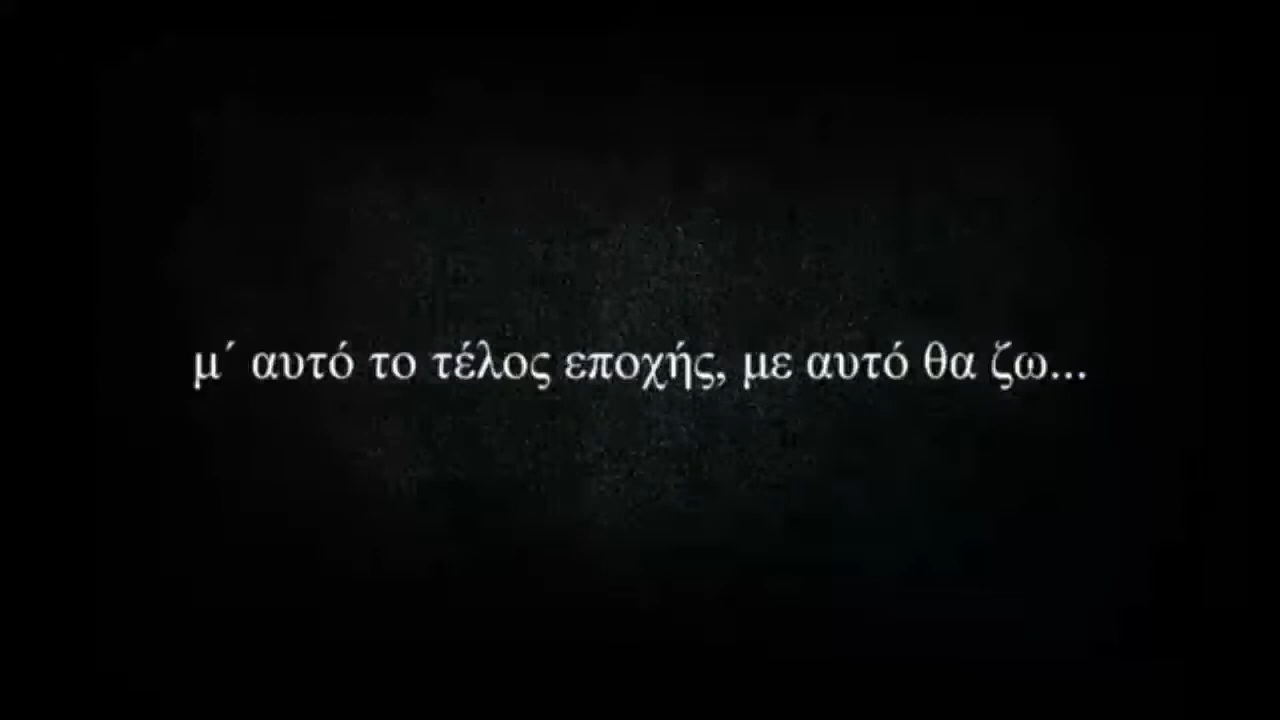 μ΄ αυτό το τέλος εποχής, με αυτό θα ζω...